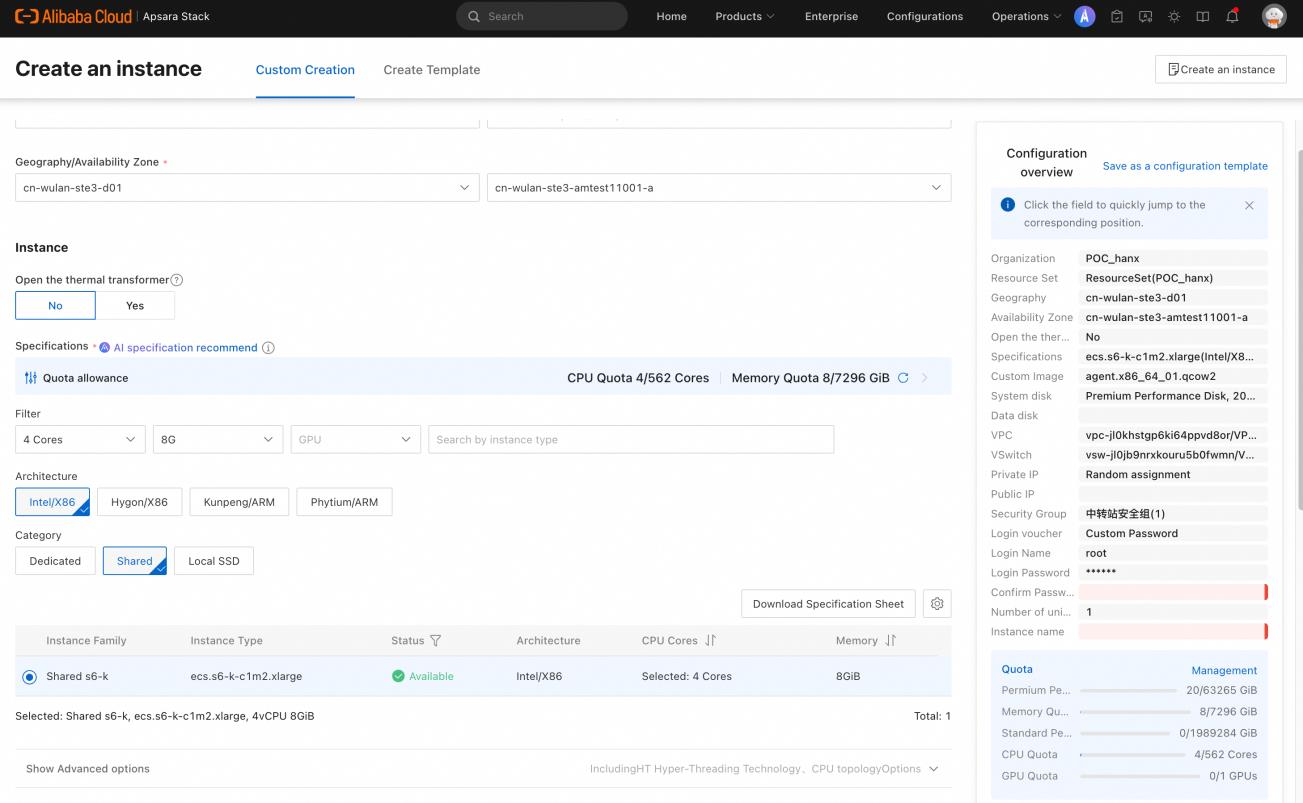 Alibaba Cloud | Apsara Stack
Search
Home
Products
Enterprise
Configurations
Operations
Create an instance
Custom Creation
Create Template
Create an instance
Geography/Availability Zone *
cn-wulan-ste3-d01
cn-wulan-ste3-amtest11001-a
Instance
Open the thermal transformer
No
Yes
Specifications * AI specification recommend
Quota allowance
CPU Quota 4/562 Cores
Memory Quota 8/7296 GiB
Filter
4 Cores
8G
GPU
Search by instance type
Architecture
Intel/X86
Hygon/X86
Kunpeng/ARM
Phytium/ARM
Category
Dedicated
Shared
Local SSD
Download Specification Sheet
Instance Family
Instance Type
Status
Architecture
CPU Cores
Memory
Shared s6-k
ecs.s6-k-c1m2.xlarge
Available
Intel/X86
Selected: 4 Cores
8GiB
Selected: Shared s6-k, ecs.s6-k-c1m2.xlarge, 4vCPU 8GiB
Total: 1
Show Advanced options
IncludingHT Hyper-Threading Technology、CPU topologyOptions
Configuration
overview
Save as a configuration template
Click the field to quickly jump to the
corresponding position.
Organization POC_hanx
Resource Set ResourceSet(POC_hanx)
Geography cn-wulan-ste3-d01
Availability Zone cn-wulan-ste3-amtest11001-a
Open the ther... No
Specifications ecs.s6-k-c1m2.xlarge(Intel/X8...
Custom Image agent.x86_64_01.qcow2
System disk Premium Performance Disk, 20...
Data disk
VPC vpc-jl0khstgp6ki64ppvd8or/VP...
VSwitch vsw-jl0jb9nrxkouru5b0fwmn/V...
Private IP Random assignment
Public IP
Security Group 中转站安全组(1)
Login voucher Custom Password
Login Name root
Login Password ******
Confirm Passw...
Number of uni... 1
Instance name
Quota
Management
Permium Pe... 20/63265 GiB
Memory Qu... 8/7296 GiB
Standard Pe... 0/1989284 GiB
CPU Quota 4/562 Cores
GPU Quota 0/1 GPUs